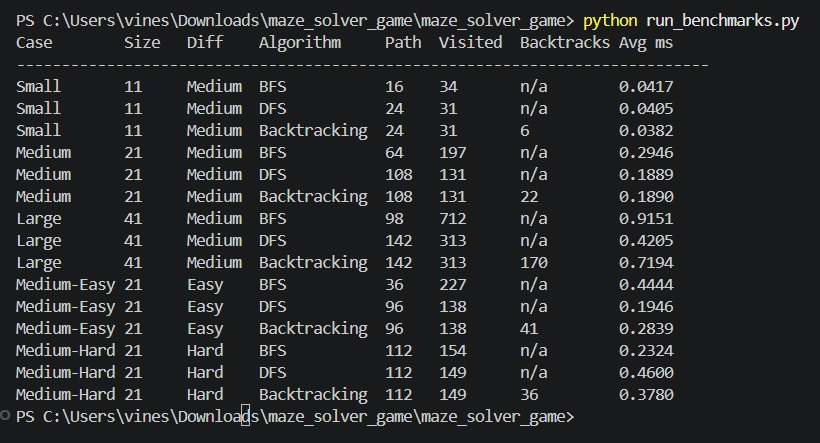 PS C:\Users\vines\Downloads\maze_solver_game\maze_solver_game> python run_benchmarks.py
Case        Size   Diff    Algorithm     Path  Visited  Backtracks Avg ms
-----------------------------------------------------------------------------
Small       11     Medium  BFS           16    34       n/a        0.0417
Small       11     Medium  DFS           24    31       n/a        0.0405
Small       11     Medium  Backtracking  24    31       6          0.0382
Medium      21     Medium  BFS           64    197      n/a        0.2946
Medium      21     Medium  DFS           108   131      n/a        0.1889
Medium      21     Medium  Backtracking  108   131      22         0.1890
Large       41     Medium  BFS           98    712      n/a        0.9151
Large       41     Medium  DFS           142   313      n/a        0.4205
Large       41     Medium  Backtracking  142   313      170        0.7194
Medium-Easy 21     Easy    BFS           36    227      n/a        0.4444
Medium-Easy 21     Easy    DFS           96    138      n/a        0.1946
Medium-Easy 21     Easy    Backtracking  96    138      41         0.2839
Medium-Hard 21     Hard    BFS           112   154      n/a        0.2324
Medium-Hard 21     Hard    DFS           112   149      n/a        0.4600
Medium-Hard 21     Hard    Backtracking  112   149      36         0.3780
PS C:\Users\vines\Downloads\maze_solver_game\maze_solver_game>